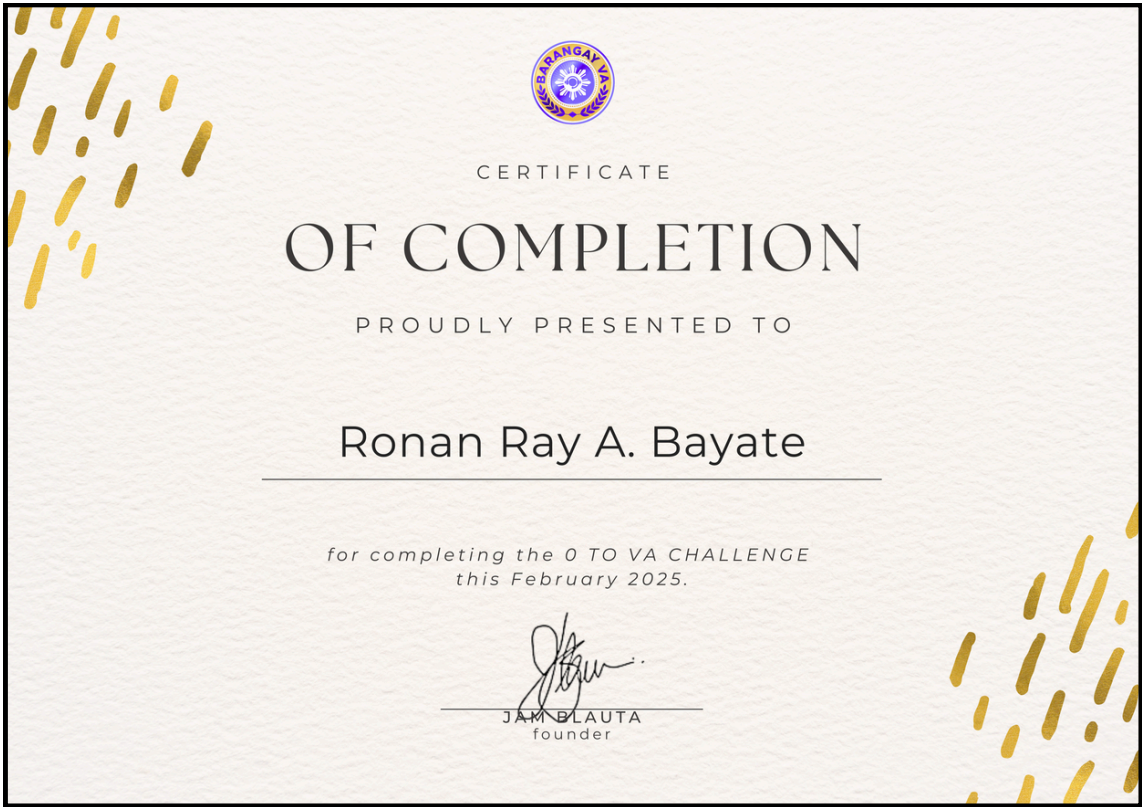 BARANGAY VA
CERTIFICATE
OF COMPLETION
PROUDLY PRESENTED TO
Ronan Ray A. Bayate
for completing the 0 TO VA CHALLENGE
this February 2025.
JAM BLAUTA
founder